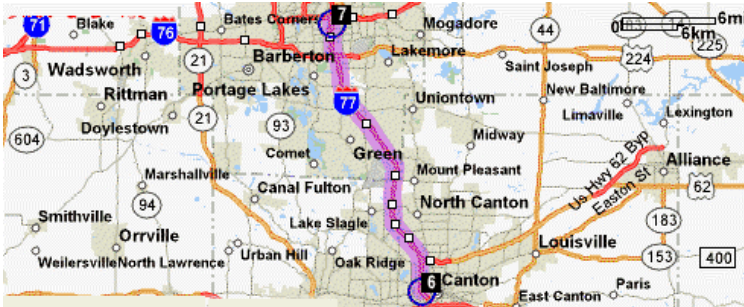 71
Blake
76
Bates Corners
7
Mogadore
44
0
6mi
6km
225
Wadsworth
21
Barberton
Lakemore
Saint Joseph
224
3
Rittman
Portage Lakes
77
Uniontown
New Baltimore
Limaville
Lexington
Doylestown
21
93
604
Comet
Green
Midway
Us Hwy 62 Byp
Alliance
Marshallville
Canal Fulton
Mount Pleasant
Easton St
62
94
North Canton
Smithville
Lake Slagle
183
Orrville
Louisville
153
400
Weilersville
North Lawrence
Urban Hill
Oak Ridge
6
Canton
East Canton
Paris